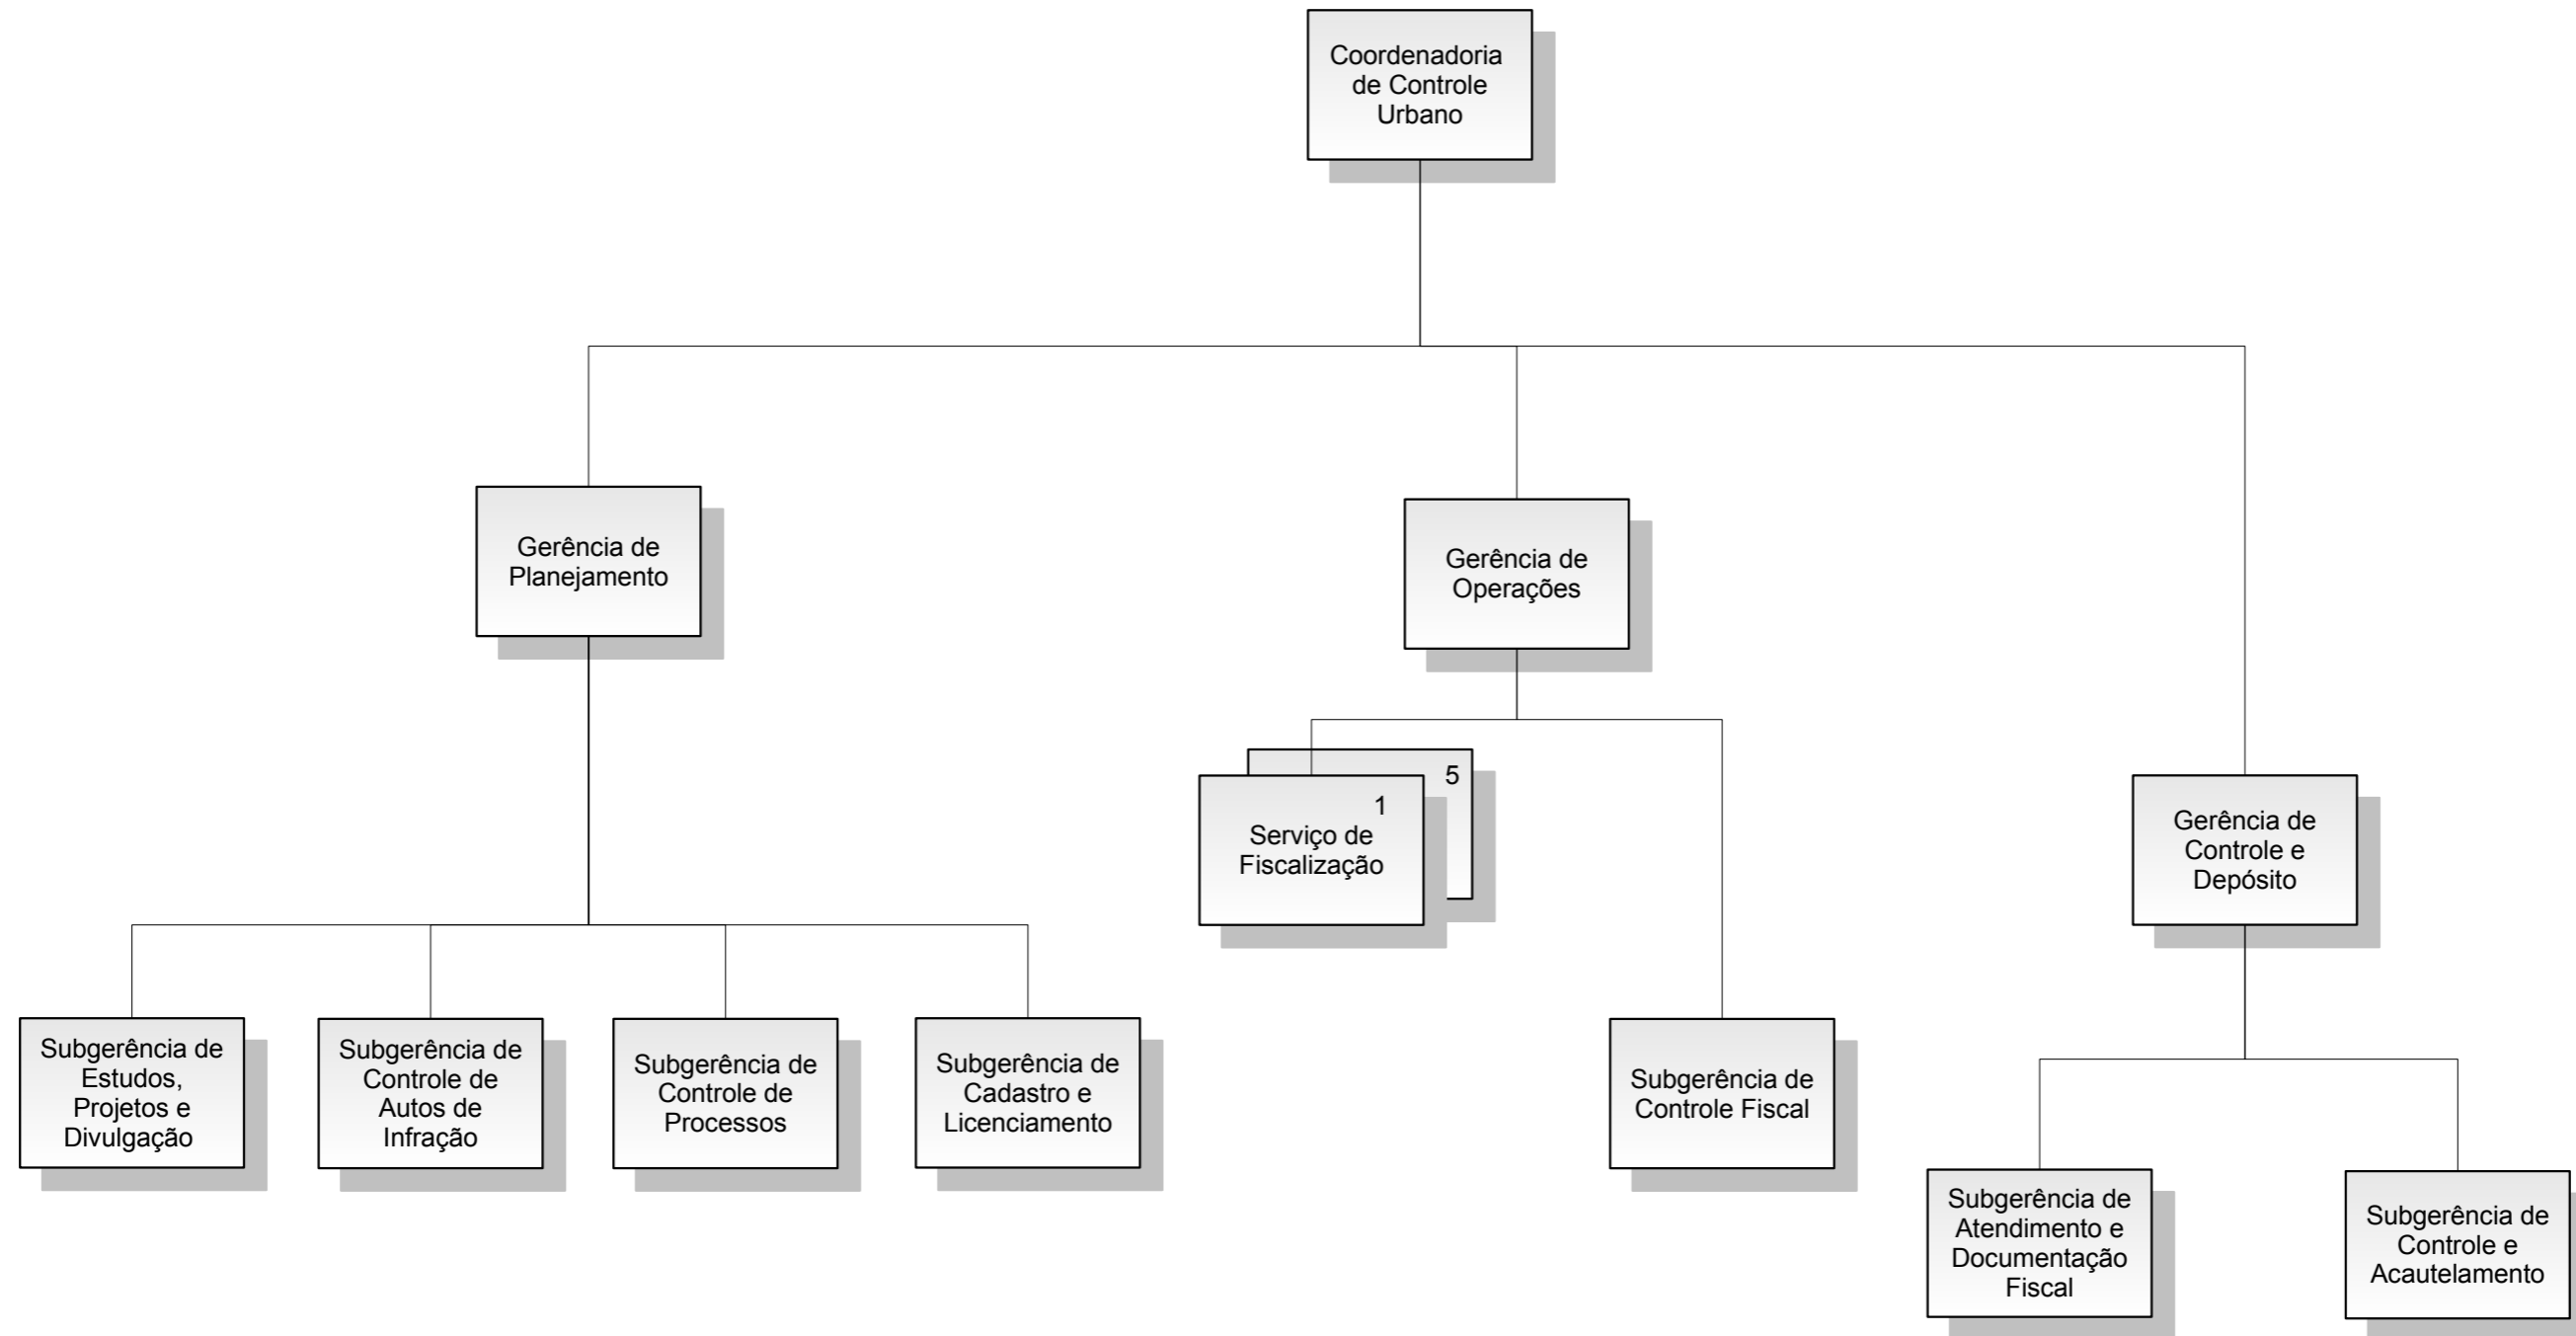 Coordenadoria
de Controle
Urbano
Gerência de
Planejamento
Gerência de
Operações
5
1
Serviço de
Fiscalização
Gerência de
Controle e
Depósito
Subgerência de
Estudos,
Projetos e
Divulgação
Subgerência de
Controle de
Autos de
Infração
Subgerência de
Controle de
Processos
Subgerência de
Cadastro e
Licenciamento
Subgerência de
Controle Fiscal
Subgerência de
Atendimento e
Documentação
Fiscal
Subgerência de
Controle e
Acautelamento